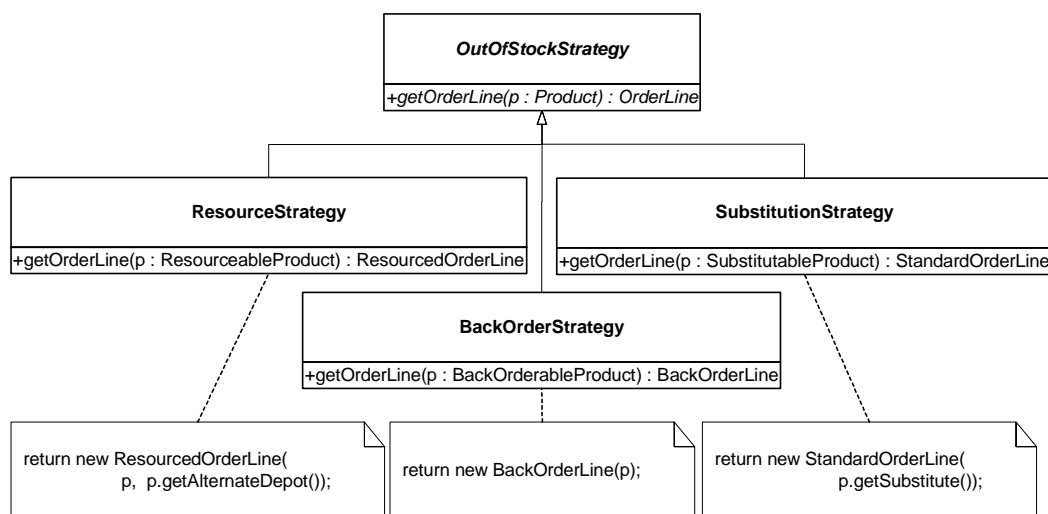 OutOfStockStrategy
+getOrderLine(p : Product) : OrderLine
ResourceStrategy
+getOrderLine(p : ResourceableProduct) : ResourcedOrderLine
SubstitutionStrategy
+getOrderLine(p : SubstitutableProduct) : StandardOrderLine
BackOrderStrategy
+getOrderLine(p : BackOrderableProduct) : BackOrderLine
return new ResourcedOrderLine(
p, p.getAlternateDepot());
return new BackOrderLine(p);
return new StandardOrderLine(
p.getSubstitute());